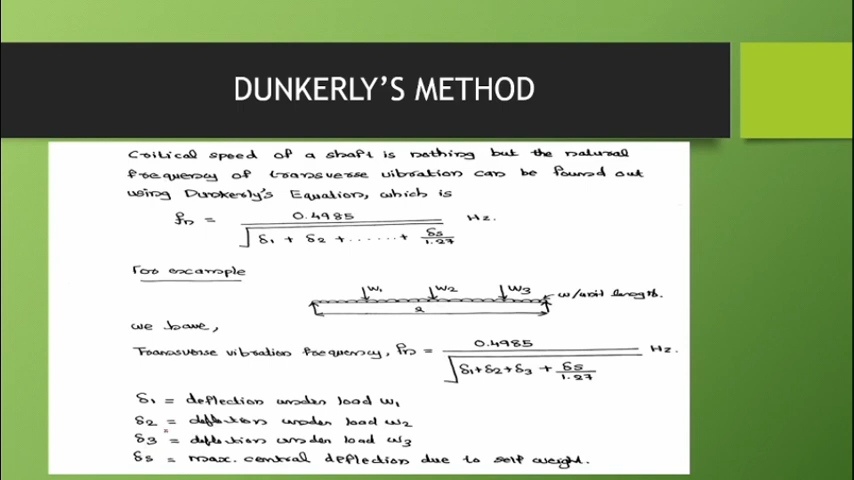 DUNKERLY'S METHOD
Critical speed of a shaft is nothing but the natural
frequency of transverse vibration can be found out
using Dunkerly's Equation, which is
fn = 0.4985 / √(δ1 + δ2 + ...... + δs/1.27) Hz.
For example
W1 W2 W3 w/unit length.
l
we have,
Transverse vibration frequency, fn = 0.4985 / √(δ1+δ2+δ3 + δs/1.27) Hz.
δ1 = deflection under load W1
δ2 = deflection under load W2
δ3 = deflection under load W3
δs = max. central deflection due to self weight.